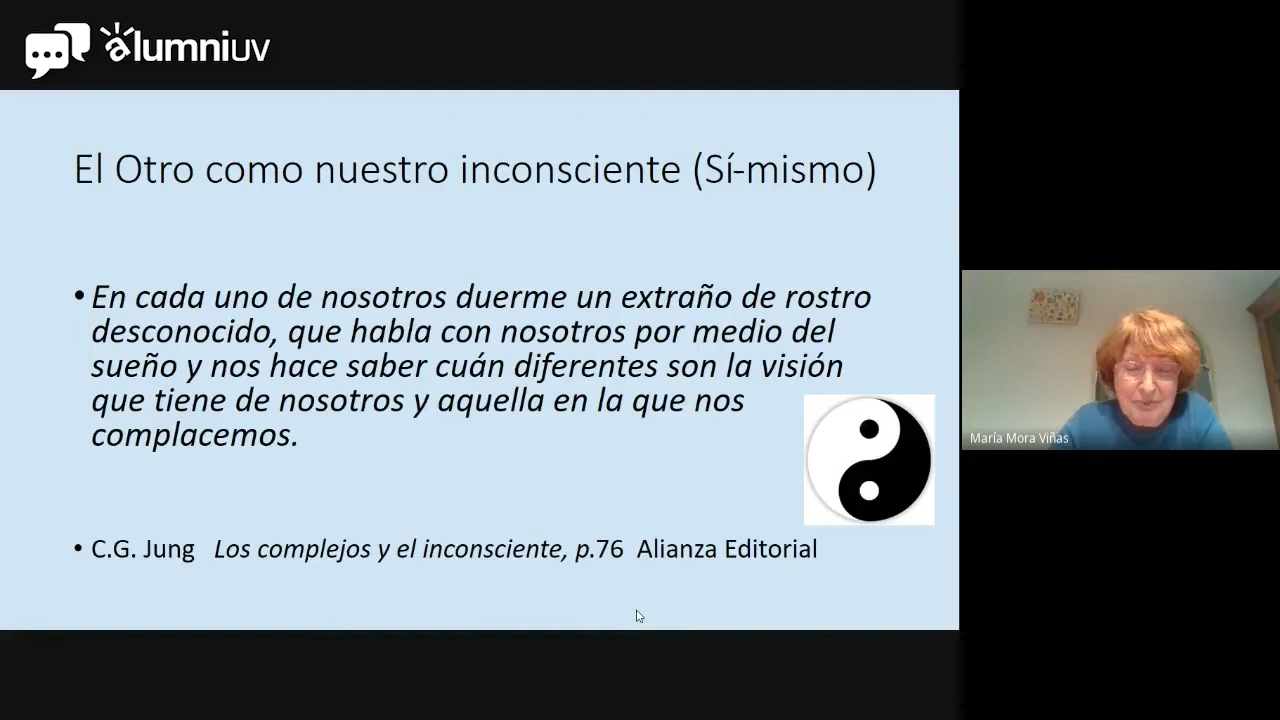 alumniuv
El Otro como nuestro inconsciente (Sí-mismo)
• En cada uno de nosotros duerme un extraño de rostro
desconocido, que habla con nosotros por medio del
sueño y nos hace saber cuán diferentes son la visión
que tiene de nosotros y aquella en la que nos
complacemos.
• C.G. Jung Los complejos y el inconsciente, p.76 Alianza Editorial
María Mora Viñas